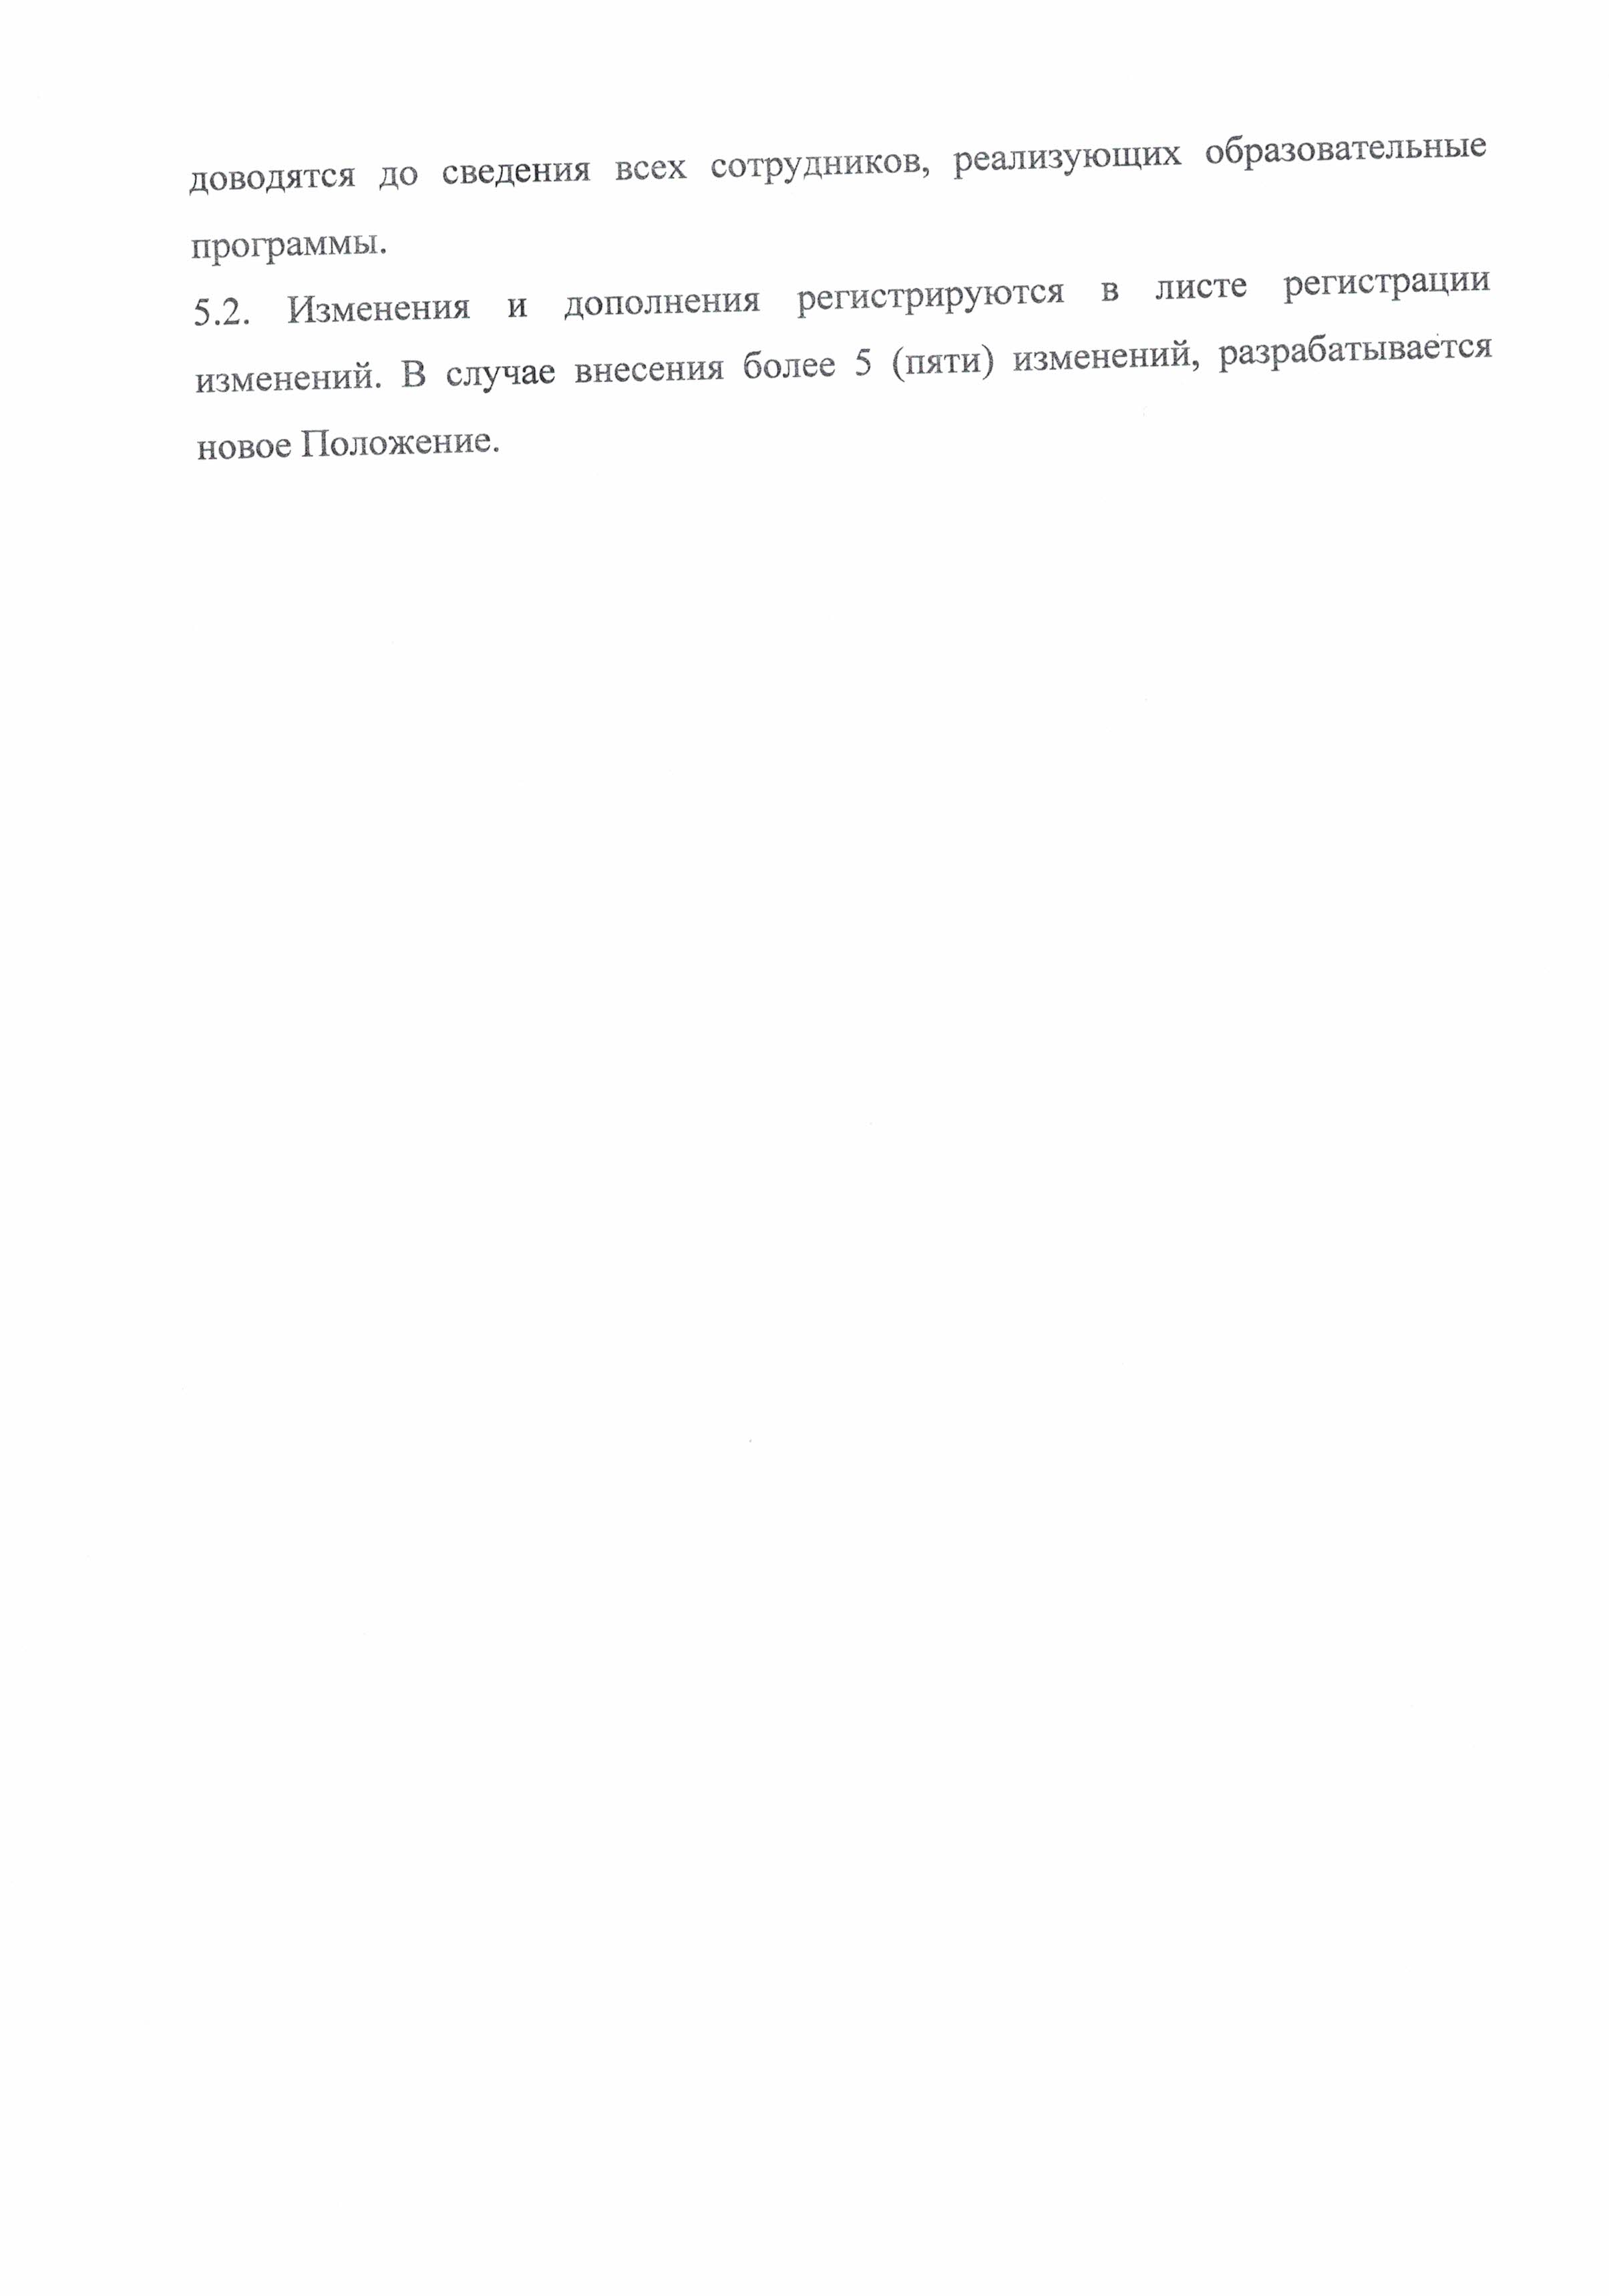 доводятся до сведения всех сотрудников, реализующих образовательные
программы.
5.2. Изменения и дополнения регистрируются в листе регистрации
изменений. В случае внесения более 5 (пяти) изменений, разрабатывается
новое Положение.